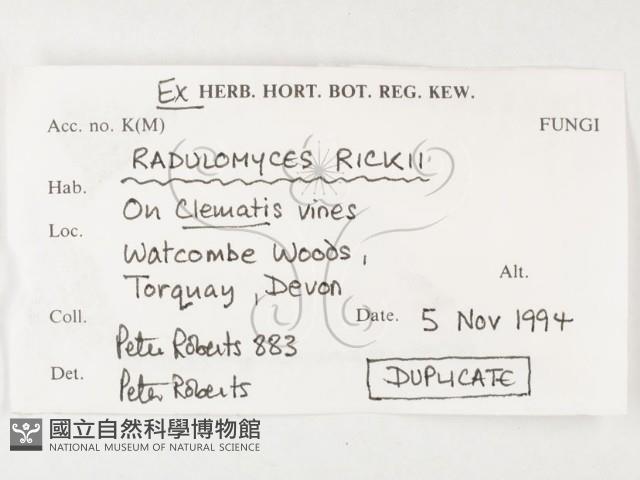 Ex HERB. HORT. BOT. REG. KEW.
Acc. no. K(M) FUNGI
RADULOMYCES RICKII
Hab.
On Clematis vines
Loc.
Watcombe Woods,
Alt.
Torquay, Devon
Coll. Date. 5 Nov 1994
Peter Roberts 883
Det. DUPLICATE
Peter Roberts
國立自然科學博物館
NATIONAL MUSEUM OF NATURAL SCIENCE